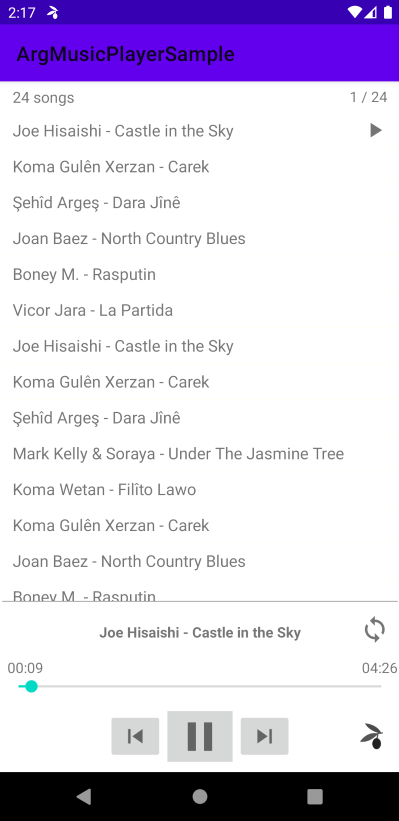 2:17
ArgMusicPlayerSample
24 songs 1 / 24
Joe Hisaishi - Castle in the Sky
Koma Gulên Xerzan - Carek
Şehîd Argeş - Dara Jînê
Joan Baez - North Country Blues
Boney M. - Rasputin
Vicor Jara - La Partida
Joe Hisaishi - Castle in the Sky
Koma Gulên Xerzan - Carek
Şehîd Argeş - Dara Jînê
Mark Kelly & Soraya - Under The Jasmine Tree
Koma Wetan - Filîto Lawo
Koma Gulên Xerzan - Carek
Joan Baez - North Country Blues
Boney M. - Rasputin
Joe Hisaishi - Castle in the Sky
00:09 04:26